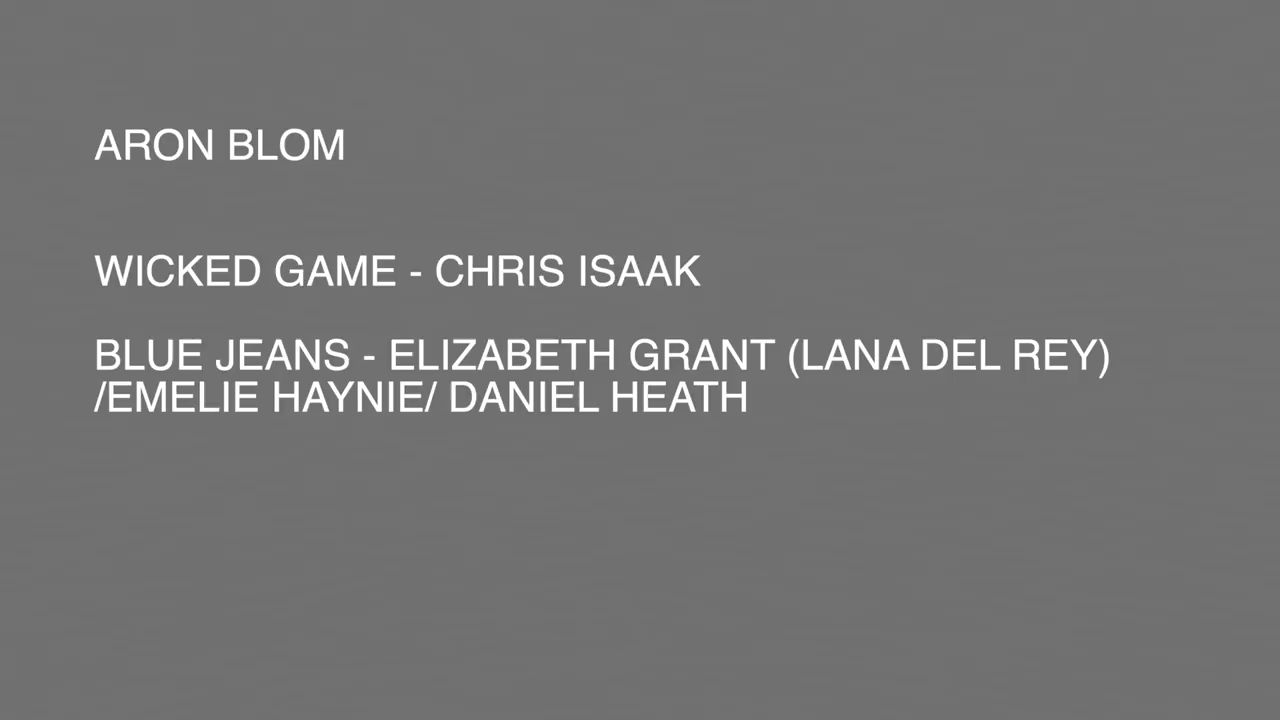 ARON BLOM
WICKED GAME - CHRIS ISAAK
BLUE JEANS - ELIZABETH GRANT (LANA DEL REY)
/EMELIE HAYNIE/ DANIEL HEATH